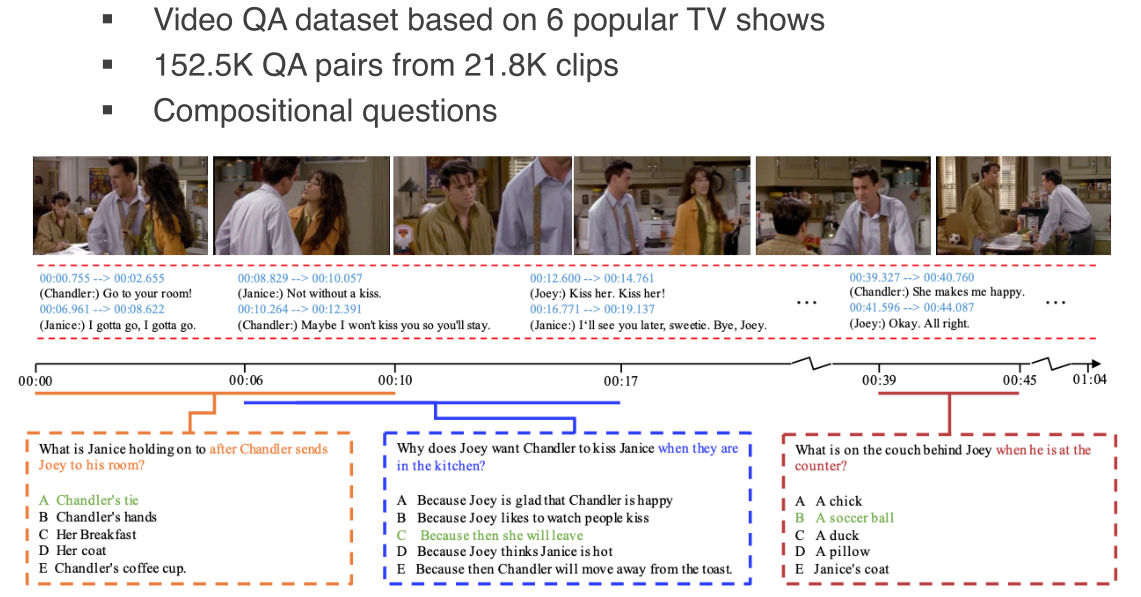 ▪ Video QA dataset based on 6 popular TV shows
▪ 152.5K QA pairs from 21.8K clips
▪ Compositional questions
00:00.755 --> 00:02.655
(Chandler:) Go to your room!
00:06.961 --> 00:08.622
(Janice:) I gotta go, I gotta go.
00:08.829 --> 00:10.057
(Janice:) Not without a kiss.
00:10.264 --> 00:12.391
(Chandler:) Maybe I won't kiss you so you'll stay.
00:12.600 --> 00:14.761
(Joey:) Kiss her. Kiss her!
00:16.771 --> 00:19.137
(Janice:) I'll see you later, sweetie. Bye, Joey.
...
00:39.327 --> 00:40.760
(Chandler:) She makes me happy.
00:41.596 --> 00:44.087
(Joey:) Okay. All right.
...
00:00 00:06 00:10 00:17 00:39 00:45 01:04
What is Janice holding on to after Chandler sends
Joey to his room?
A Chandler's tie
B Chandler's hands
C Her Breakfast
D Her coat
E Chandler's coffee cup.
Why does Joey want Chandler to kiss Janice when they are
in the kitchen?
A Because Joey is glad that Chandler is happy
B Because Joey likes to watch people kiss
C Because then she will leave
D Because Joey thinks Janice is hot
E Because then Chandler will move away from the toast.
What is on the couch behind Joey when he is at the
counter?
A A chick
B A soccer ball
C A duck
D A pillow
E Janice's coat